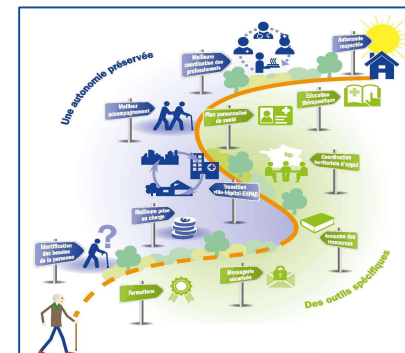 Une autonomie préservée
Meilleure
coordination des
professionnels
Autonomie
respectée
Meilleur
accompagnement
Plan personnalisé
de santé
Education
thérapeutique
Coordination
territoriale d'appui
Transition
ville-hôpital-EHPAD
Meilleure prise
en charge
Annuaire des
ressources
Identification
des besoins
de la personne
?
Messagerie
sécurisée
Formations
Des outils spécifiques